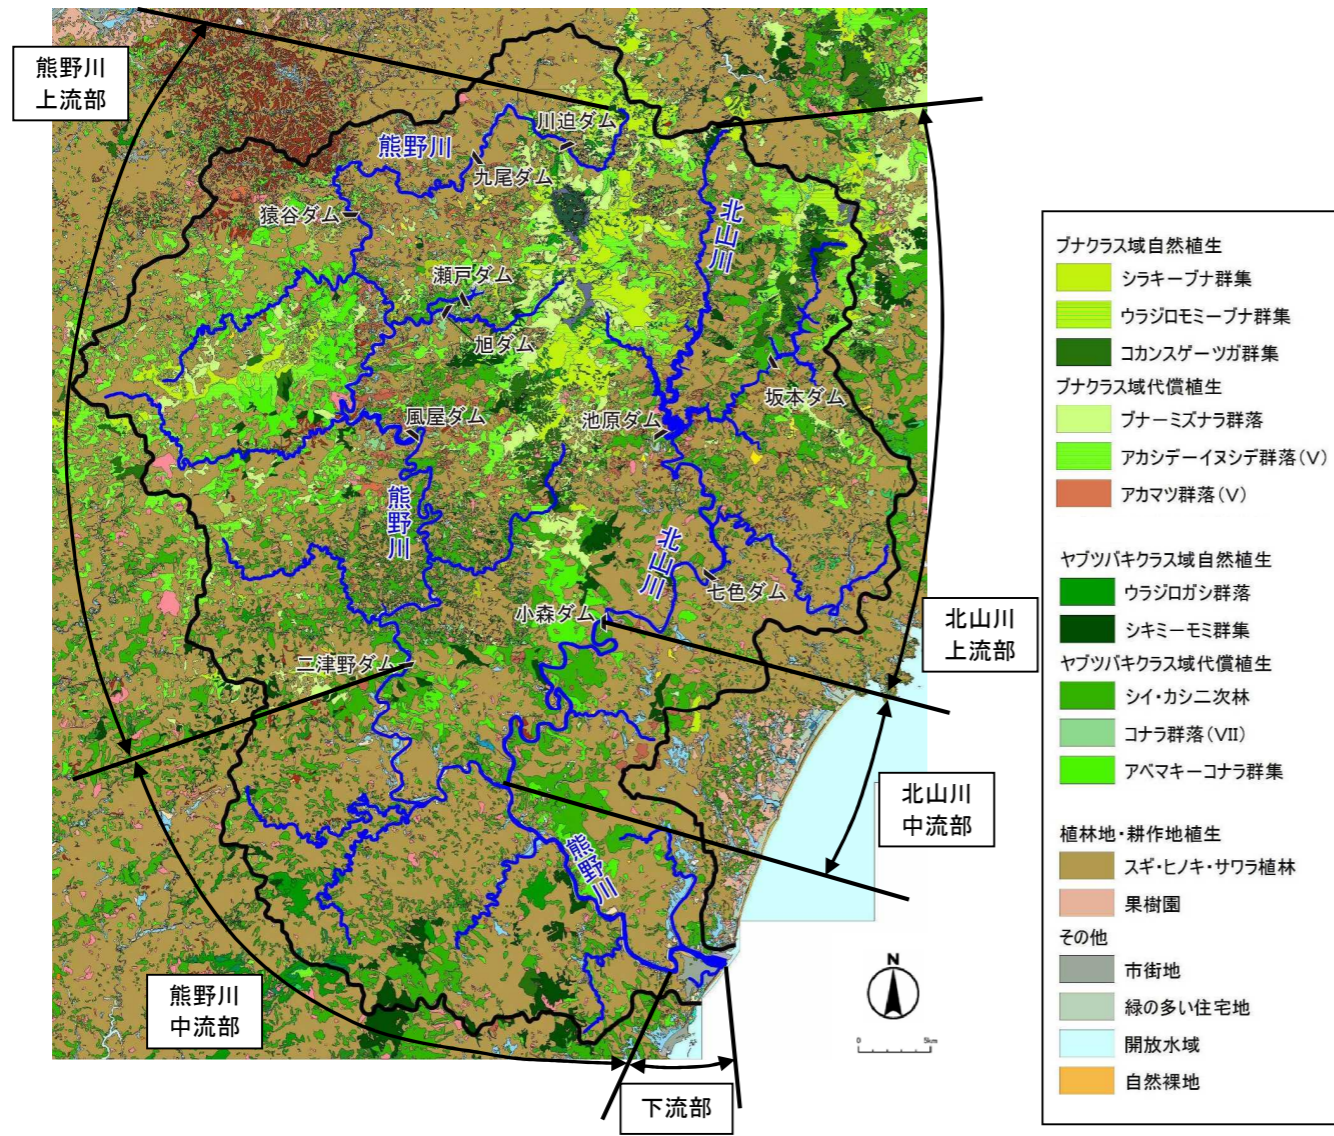 熊野川
上流部
川迫ダム
熊野川
九尾ダム
猿谷ダム
北山川
瀬戸ダム
旭ダム
坂本ダム
風屋ダム
池原ダム
熊野川
北山川
七色ダム
小森ダム
北山川
上流部
二津野ダム
北山川
中流部
熊野川
熊野川
中流部
下流部
N
0 5km
ブナクラス域自然植生
シラキーブナ群集
ウラジロモミーブナ群集
コカンスゲーツガ群集
ブナクラス域代償植生
ブナーミズナラ群落
アカシデーイヌシデ群落(V)
アカマツ群落(V)
ヤブツバキクラス域自然植生
ウラジロガシ群落
シキミーモミ群集
ヤブツバキクラス域代償植生
シイ・カシ二次林
コナラ群落(VII)
アベマキーコナラ群集
植林地・耕作地植生
スギ・ヒノキ・サワラ植林
果樹園
その他
市街地
緑の多い住宅地
開放水域
自然裸地